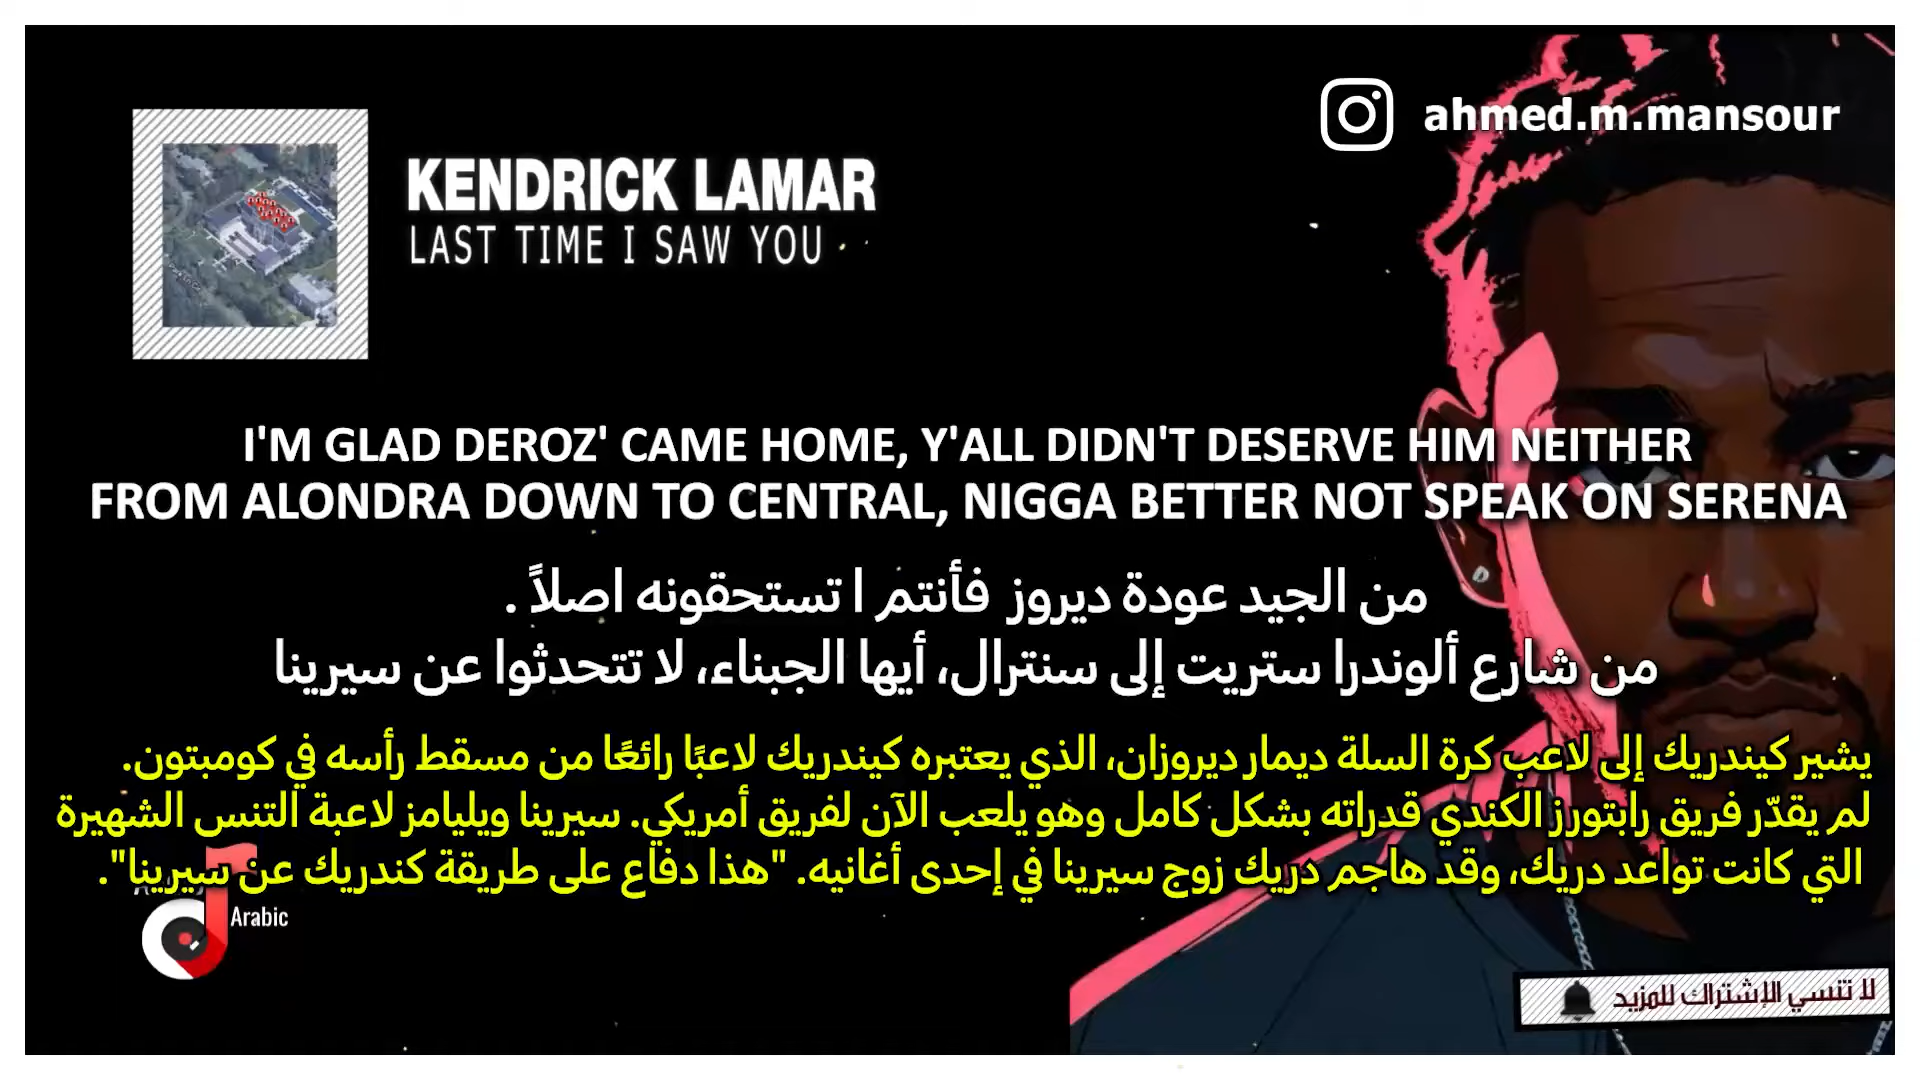 ahmed.m.mansour
KENDRICK LAMAR
LAST TIME I SAW YOU
I'M GLAD DEROZ' CAME HOME, Y'ALL DIDN'T DESERVE HIM NEITHER
FROM ALONDRA DOWN TO CENTRAL, NIGGA BETTER NOT SPEAK ON SERENA
من الجيد عودة ديروز فأنتم ا تستحقونه اصلاً .
من شارع ألوندرا ستريت إلى سنترال، أيها الجبناء، لا تتحدثوا عن سيرينا
يشير كيندريك إلى لاعب كرة السلة ديمار ديروزان، الذي يعتبره كيندريك لاعبًا رائعًا من مسقط رأسه في كومبتون.
لم يقدّر فريق رابتورز الكندي قدراته بشكل كامل وهو يلعب الآن لفريق أمريكي. سيرينا ويليامز لاعبة التنس الشهيرة
التي كانت تواعد دريك، وقد هاجم دريك زوج سيرينا في إحدى أغانيه. "هذا دفاع على طريقة كندريك عن سيرينا".
Arabic
لا تنسي الإشتراك للمزيد